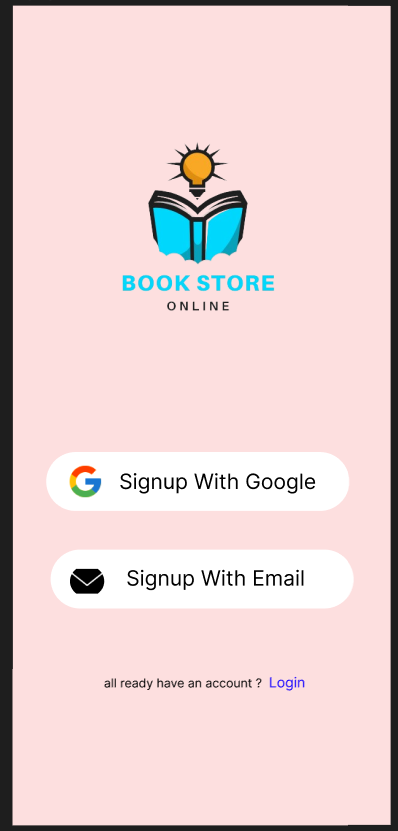 BOOK STORE
ONLINE
Signup With Google
Signup With Email
all ready have an account ? Login